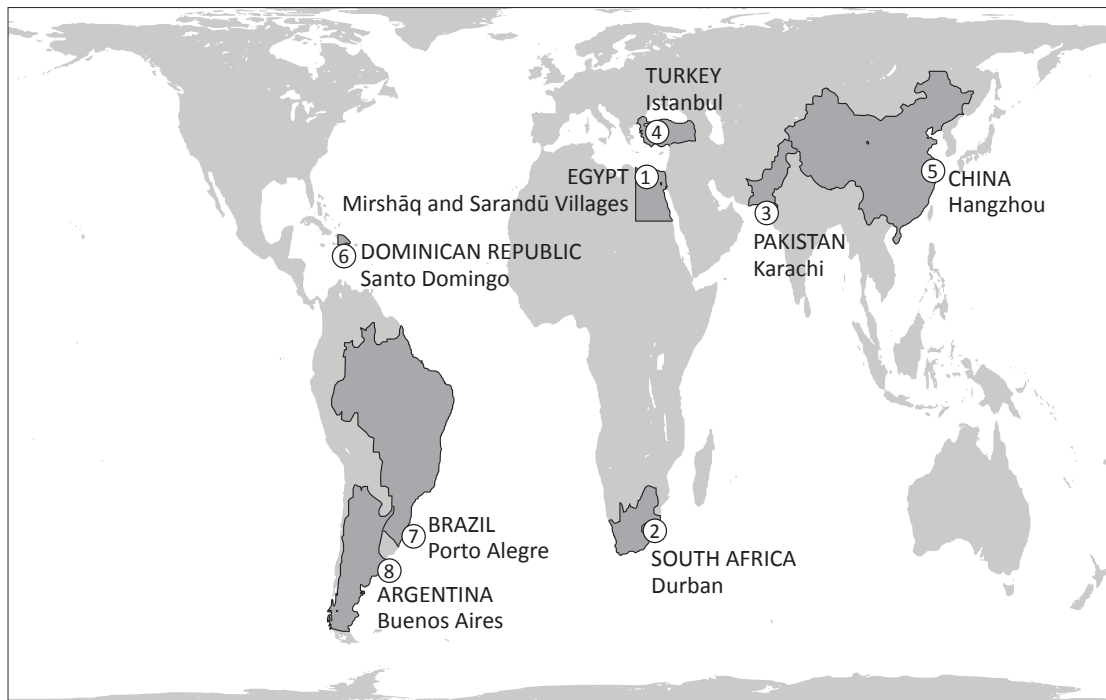 TURKEY
Istanbul
4
1
EGYPT
Mirshāq and Sarandū Villages
5
CHINA
Hangzhou
3
PAKISTAN
Karachi
6
DOMINICAN REPUBLIC
Santo Domingo
7
BRAZIL
Porto Alegre
2
SOUTH AFRICA
Durban
8
ARGENTINA
Buenos Aires